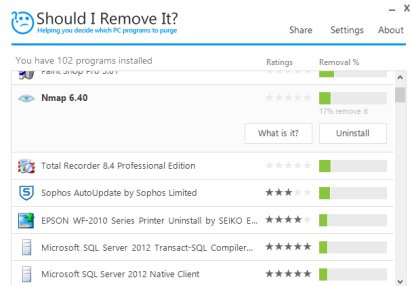 Should I Remove It?
Helping you decide which PC programs to purge
Share Settings About
You have 102 programs installed
Ratings Removal %
Paint Shop Pro 5.01
Nmap 6.40
17% remove it
What is it? Uninstall
Total Recorder 8.4 Professional Edition
Sophos AutoUpdate by Sophos Limited
EPSON WF-2010 Series Printer Uninstall by SEIKO E...
Microsoft SQL Server 2012 Transact-SQL Compiler...
Microsoft SQL Server 2012 Native Client